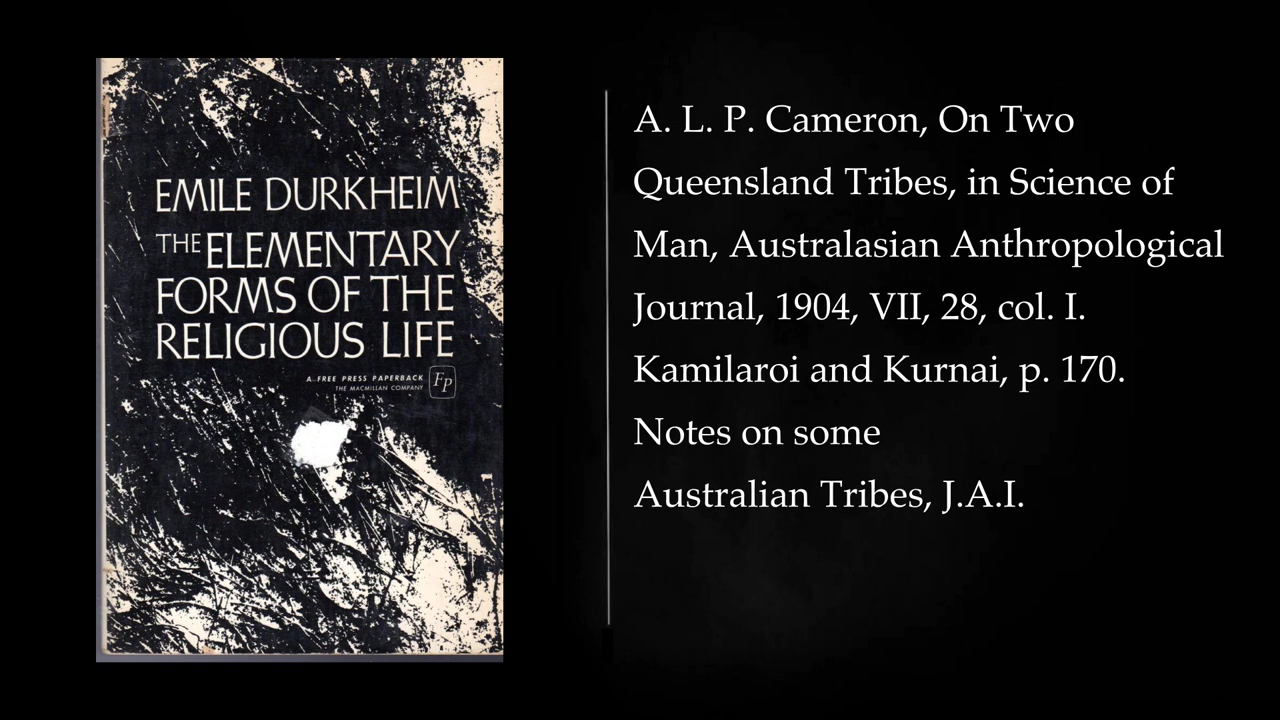 EMILE DURKHEIM
THE ELEMENTARY
FORMS OF THE
RELIGIOUS LIFE
A FREE PRESS PAPERBACK
THE MACMILLAN COMPANY
Fp
A. L. P. Cameron, On Two
Queensland Tribes, in Science of
Man, Australasian Anthropological
Journal, 1904, VII, 28, col. I.
Kamilaroi and Kurnai, p. 170.
Notes on some
Australian Tribes, J.A.I.